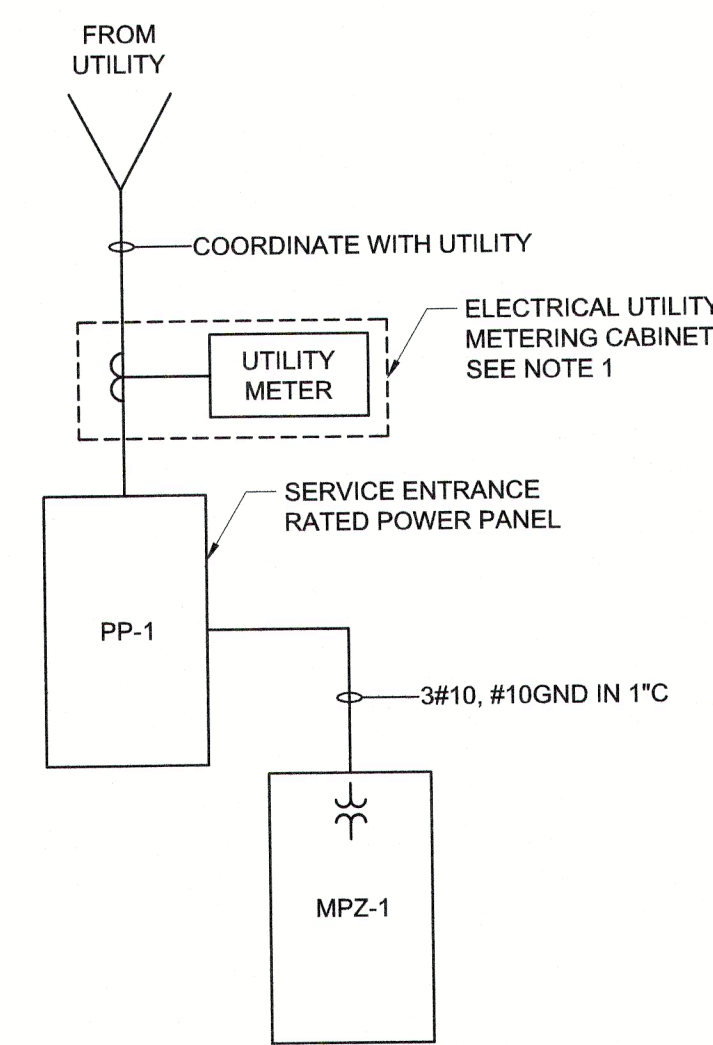 FROM
UTILITY
COORDINATE WITH UTILITY
ELECTRICAL UTILITY
METERING CABINET
SEE NOTE 1
UTILITY
METER
SERVICE ENTRANCE
RATED POWER PANEL
PP-1
3#10, #10GND IN 1"C
MPZ-1